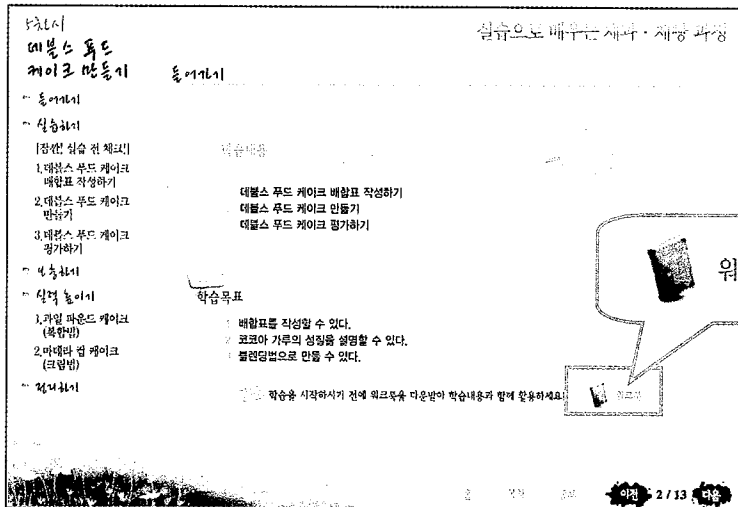 5차시
데블스 푸드
케이크 만들기
실습으로 배우는 제과·제빵 과정
들어가기
들어가기
실습하기
[잠깐! 실습 전 체크!]
1. 데블스 푸드 케이크
배합표 작성하기
2. 데블스 푸드 케이크
만들기
3. 데블스 푸드 케이크
평가하기
보충하기
실력 높이기
1. 과일 파운드 케이크
(복합법)
2. 마데라 컵 케이크
(크림법)
정리하기
학습내용
데블스 푸드 케이크 배합표 작성하기
데블스 푸드 케이크 만들기
데블스 푸드 케이크 평가하기
학습목표
1 배합표를 작성할 수 있다.
2 코코아 가루의 성질을 설명할 수 있다.
3 블렌딩법으로 만들 수 있다.
학습을 시작하시기 전에 워크북을 다운받아 학습내용과 함께 활용하세요!
워크북
워
이전 2 / 13 다음